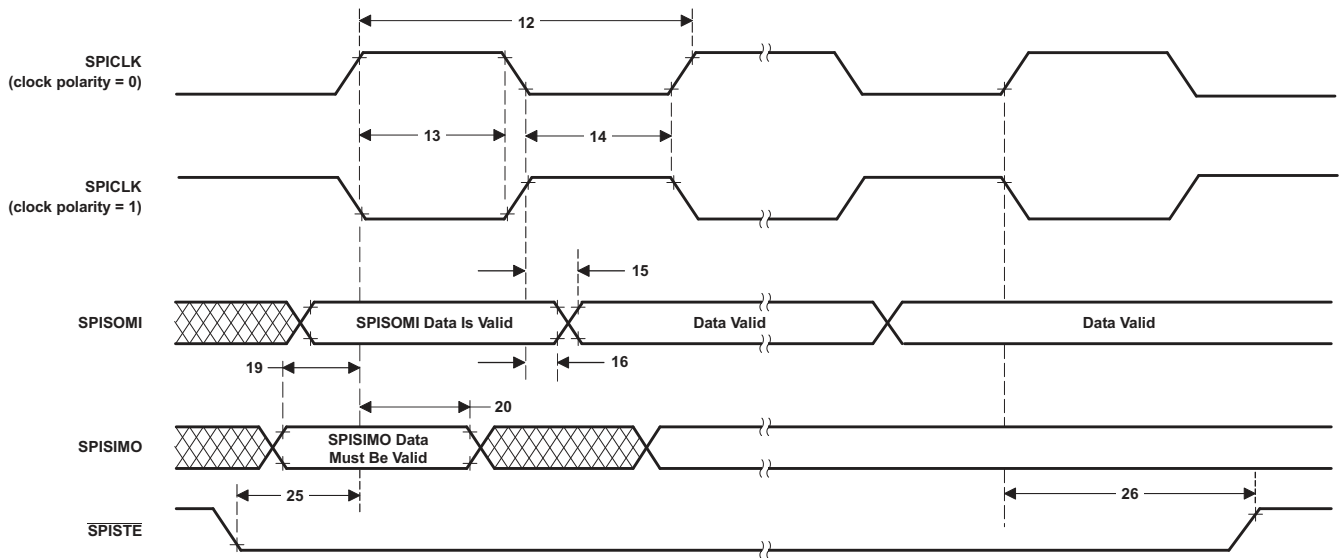 12
SPICLK
(clock polarity = 0)
13
14
SPICLK
(clock polarity = 1)
15
SPISOMI
SPISOMI Data Is Valid
Data Valid
Data Valid
19
16
20
SPISIMO
SPISIMO Data
Must Be Valid
25
26
SPISTE